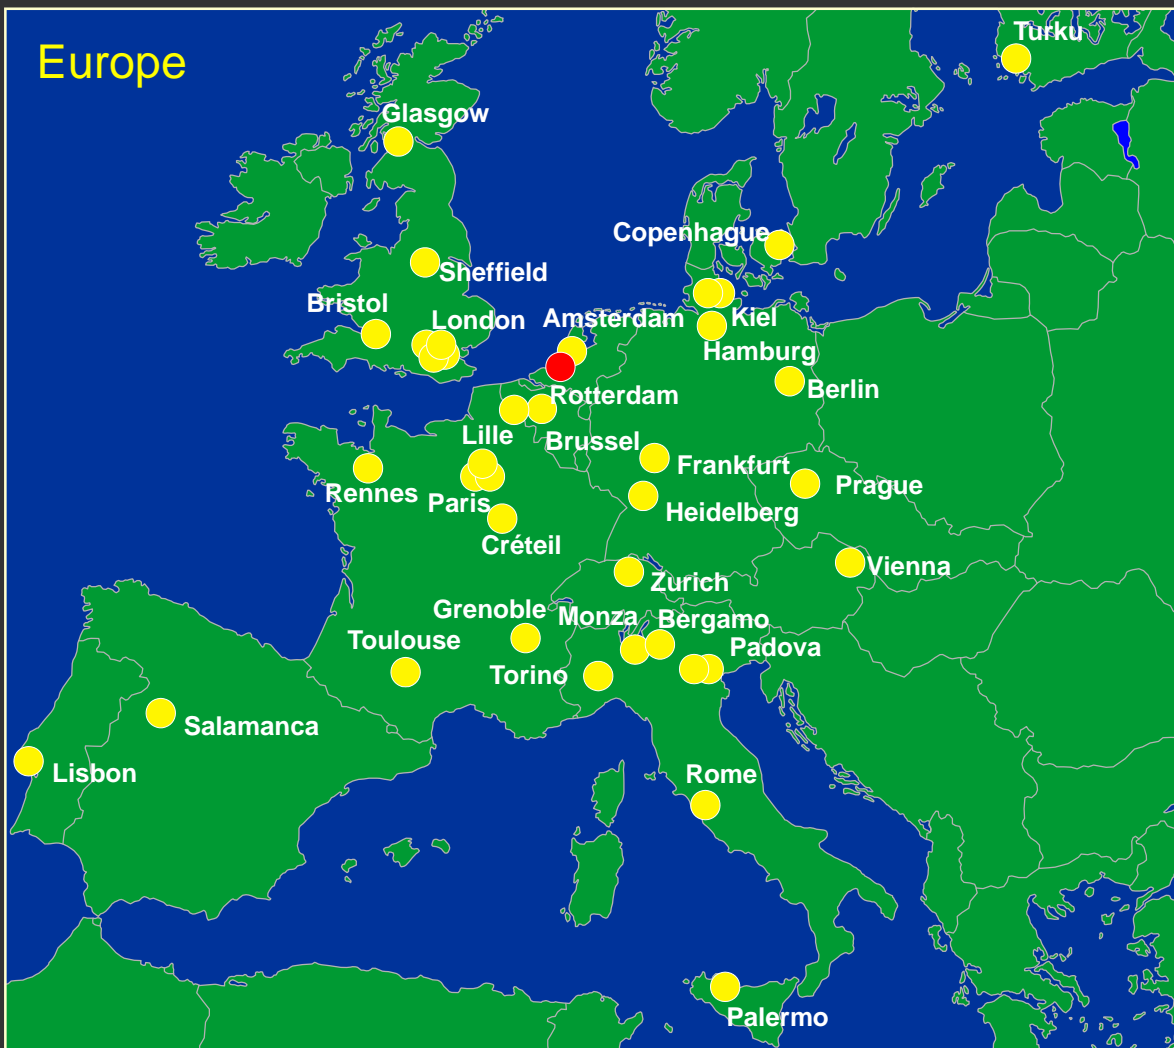 Europe
Turku
Glasgow
Copenhague
Sheffield
Bristol
London
Amsterdam
Kiel
Hamburg
Berlin
Rotterdam
Lille
Brussel
Frankfurt
Rennes
Paris
Prague
Heidelberg
Créteil
Vienna
Zurich
Grenoble
Monza
Bergamo
Toulouse
Padova
Torino
Salamanca
Lisbon
Rome
Palermo